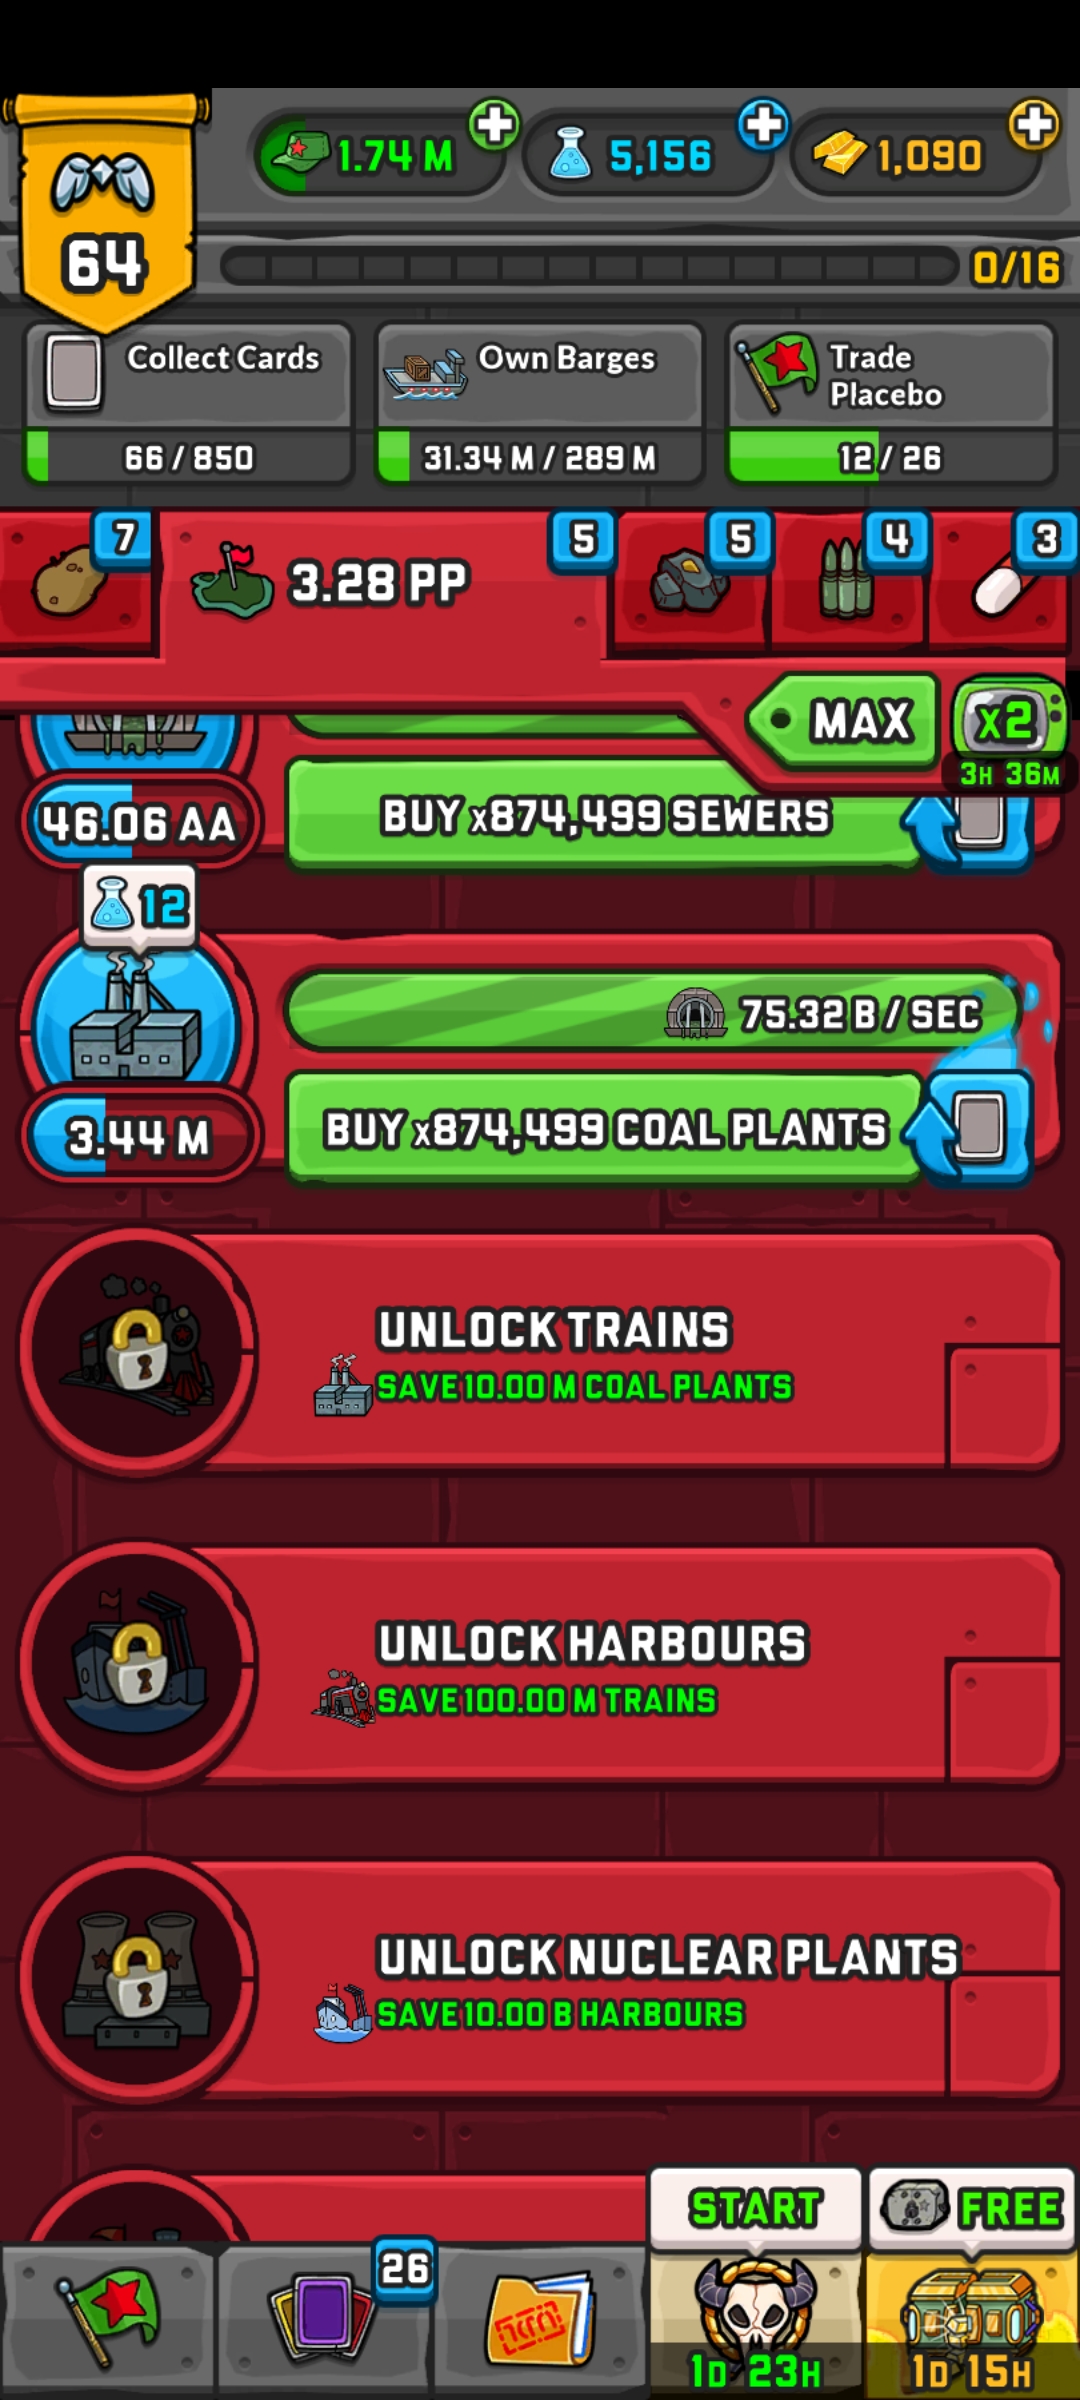 1.74 M
5,156
1,090
64
0/16
Collect Cards
66 / 850
Own Barges
31.34 M / 289 M
Trade
Placebo
12 / 26
7
3.28 PP
5
5
4
3
MAX
x2
3H 36M
46.06 AA
BUY x874,499 SEWERS
12
75.32 B / SEC
3.44 M
BUY x874,499 COAL PLANTS
UNLOCK TRAINS
SAVE 10.00 M COAL PLANTS
UNLOCK HARBOURS
SAVE 100.00 M TRAINS
UNLOCK NUCLEAR PLANTS
SAVE 10.00 B HARBOURS
START
FREE
26
1D 23H
1D 15H